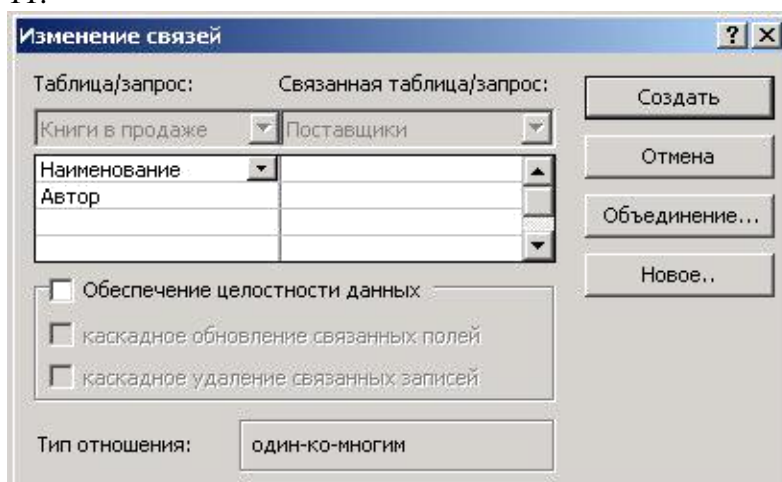 Изменение связей
Таблица/запрос: Связанная таблица/запрос:
Создать
Книги в продаже Поставщики
Отмена
Наименование
Автор
Объединение...
Новое..
Обеспечение целостности данных
каскадное обновление связанных полей
каскадное удаление связанных записей
Тип отношения: один-ко-многим